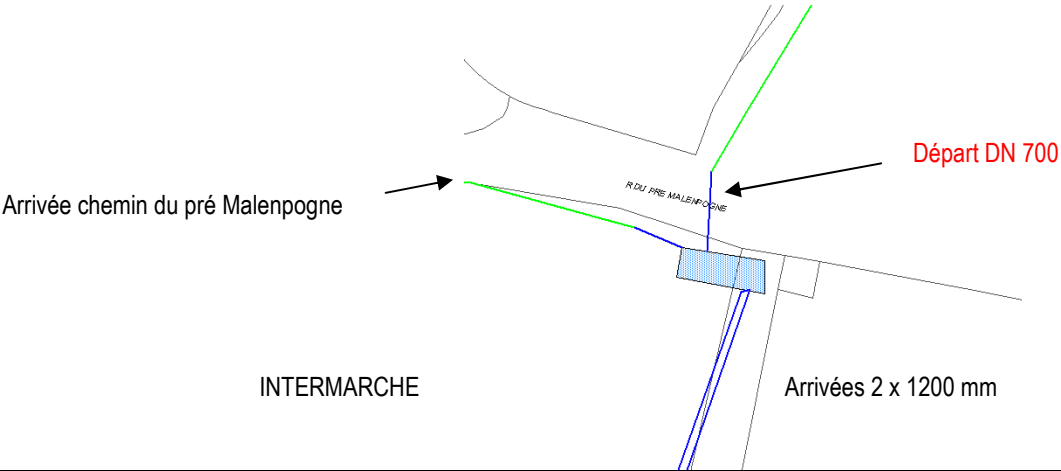 Départ DN 700
R DU PRE MALENPOGNE
Arrivée chemin du pré Malenpogne
INTERMARCHE
Arrivées 2 x 1200 mm